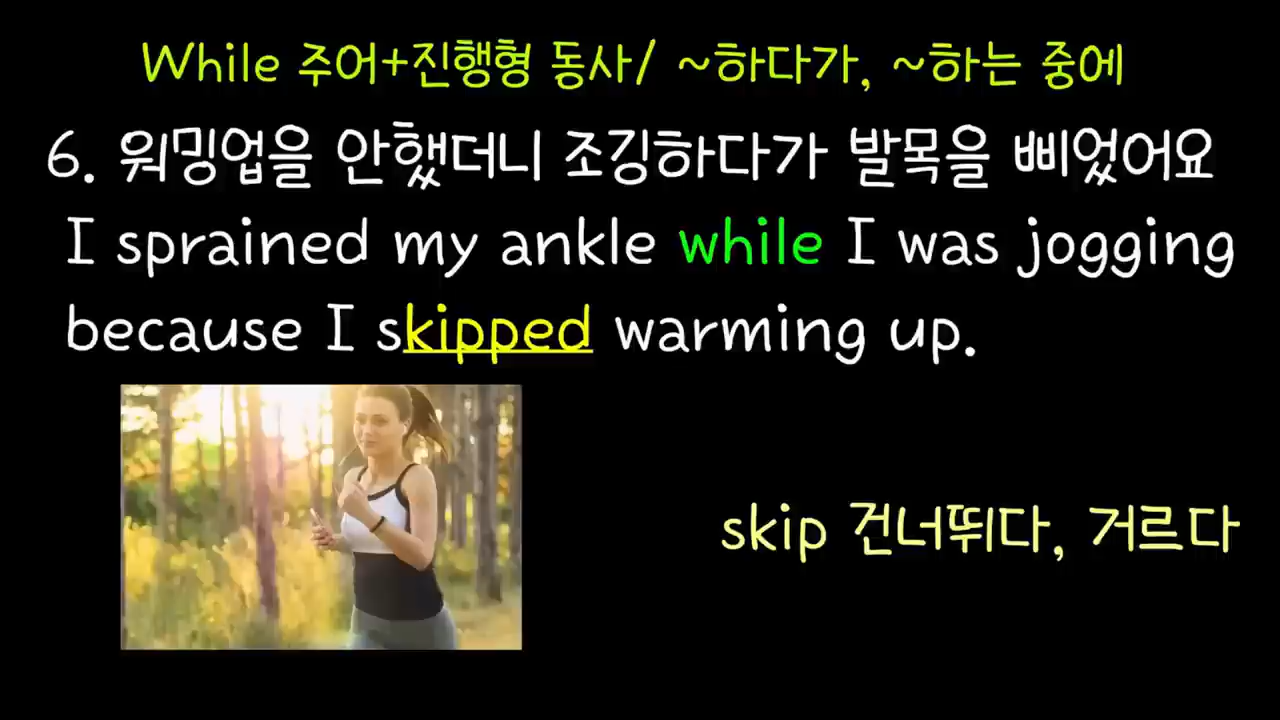 While 주어+진행형 동사/ ~하다가, ~하는 중에
6. 워밍업을 안했더니 조깅하다가 발목을 삐었어요
I sprained my ankle while I was jogging
because I skipped warming up.
skip 건너뛰다, 거르다